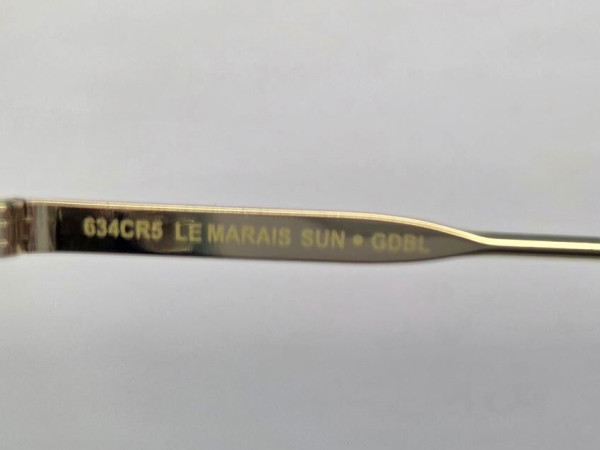 634CR5 LE MARAIS SUN • GDBL